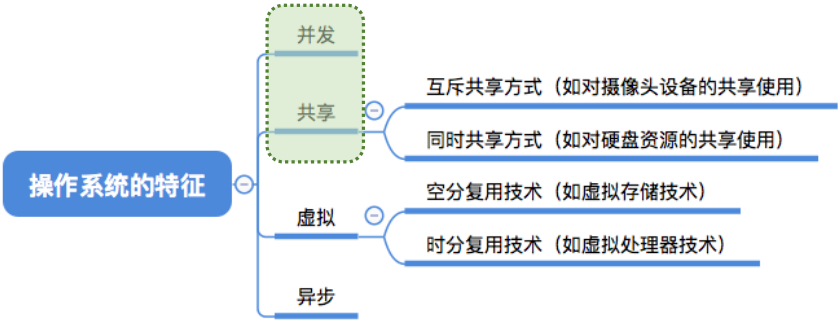 操作系统的特征
并发
共享
互斥共享方式（如对摄像头设备的共享使用）
同时共享方式（如对硬盘资源的共享使用）
虚拟
空分复用技术（如虚拟存储技术）
时分复用技术（如虚拟处理器技术）
异步